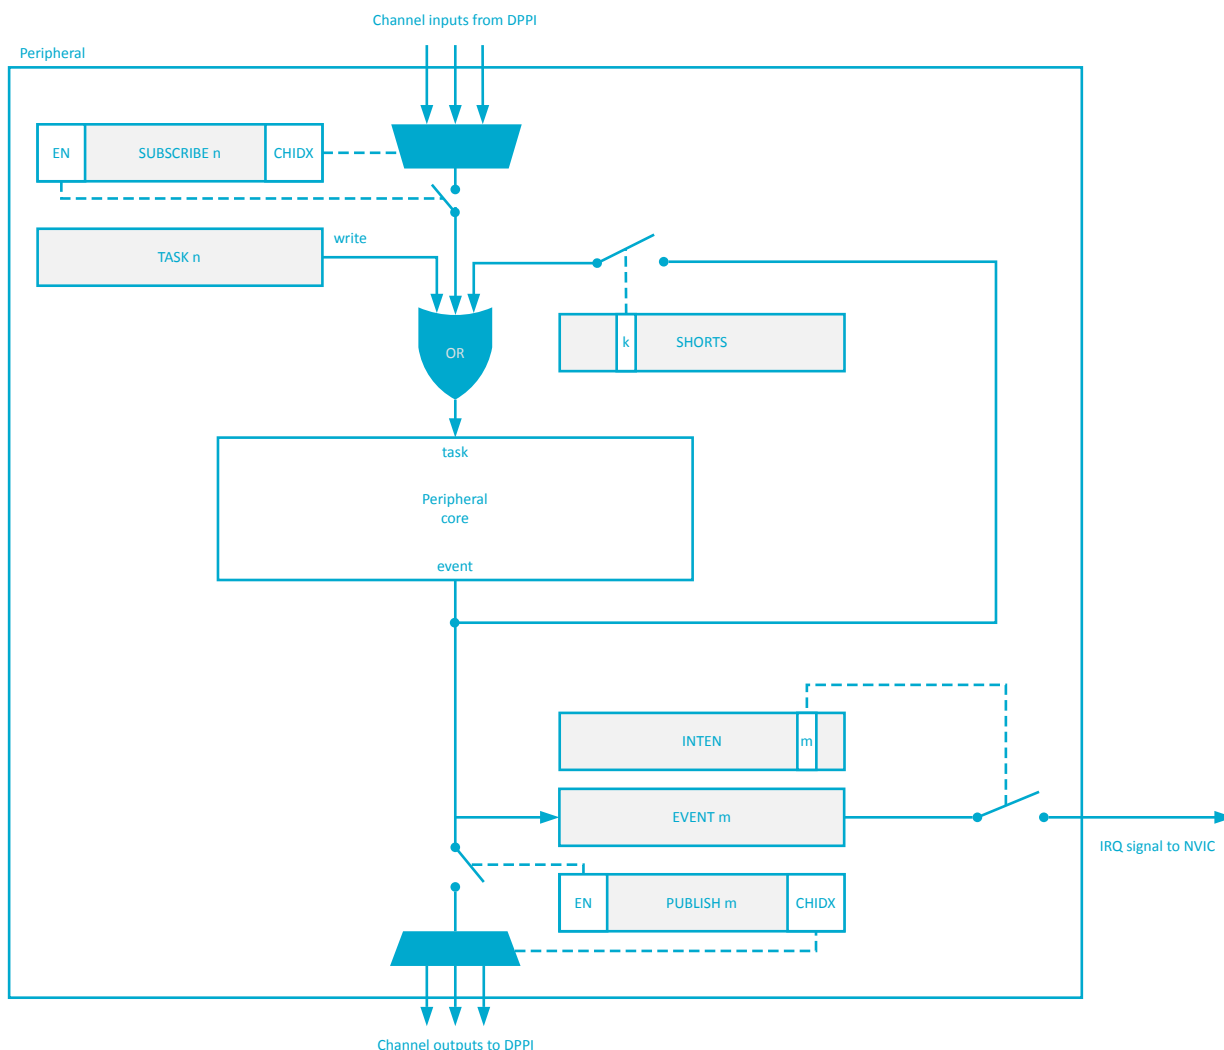 Channel inputs from DPPI
Peripheral
EN
SUBSCRIBE n
CHIDX
write
TASK n
OR
k
SHORTS
task
Peripheral
core
event
INTEN
m
EVENT m
IRQ signal to NVIC
EN
PUBLISH m
CHIDX
Channel outputs to DPPI